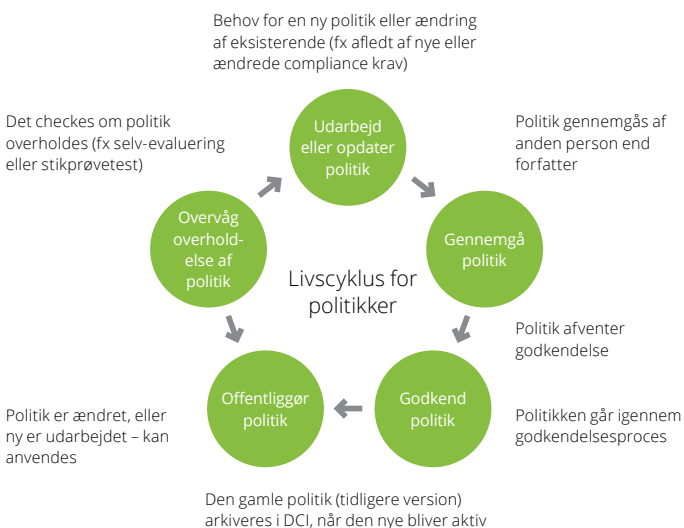 Behov for en ny politik eller ændring
af eksisterende (fx afledt af nye eller
ændrede compliance krav)
Det checkes om politik
overholdes (fx selv-evaluering
eller stikprøvetest)
Udarbejd
eller opdater
politik
Politik gennemgås af
anden person end
forfatter
Overvåg
overhold-
else af
politik
Gennemgå
politik
Livscyklus for
politikker
Politik afventer
godkendelse
Offentliggør
politik
Godkend
politik
Politik er ændret, eller
ny er udarbejdet – kan
anvendes
Politikken går igennem
godkendelsesproces
Den gamle politik (tidligere version)
arkiveres i DCI, når den nye bliver aktiv